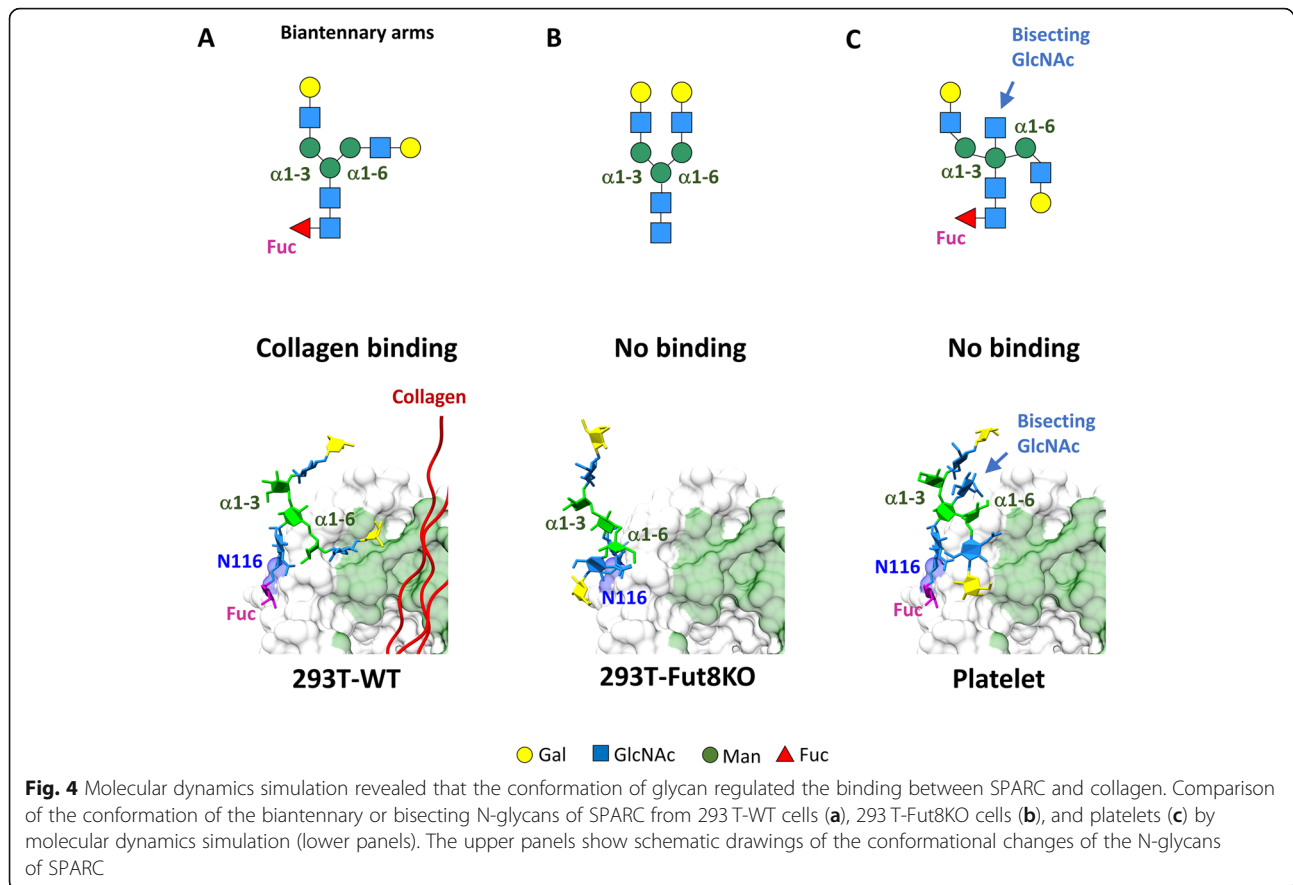 A
Biantennary arms
B
C
Bisecting
GlcNAc
α1-3
α1-6
Fuc
α1-3
α1-6
α1-6
α1-3
Fuc
Collagen binding
No binding
No binding
Collagen
α1-3
α1-6
N116
Fuc
α1-3
α1-6
N116
Bisecting
GlcNAc
α1-3
α1-6
N116
Fuc
293T-WT
293T-Fut8KO
Platelet
Gal GlcNAc Man Fuc
Fig. 4 Molecular dynamics simulation revealed that the conformation of glycan regulated the binding between SPARC and collagen. Comparison
of the conformation of the biantennary or bisecting N-glycans of SPARC from 293 T-WT cells (a), 293 T-Fut8KO cells (b), and platelets (c) by
molecular dynamics simulation (lower panels). The upper panels show schematic drawings of the conformational changes of the N-glycans
of SPARC